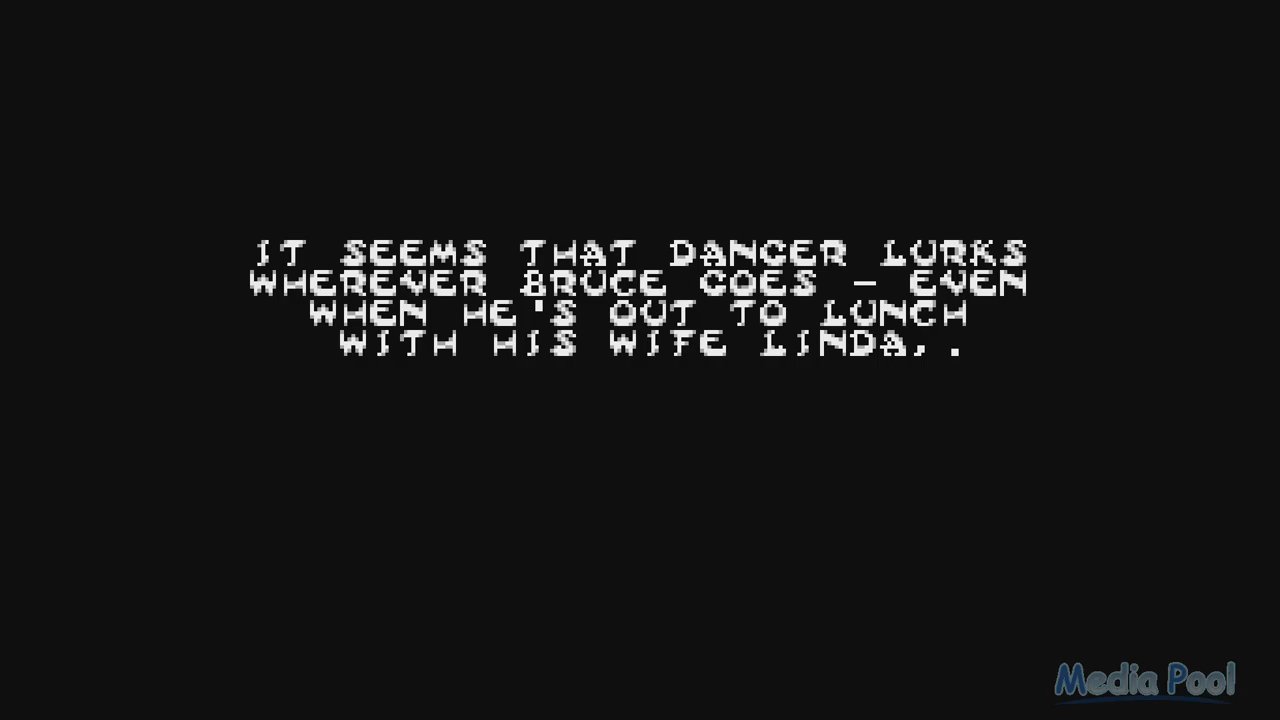 IT SEEMS THAT DANGER LURKS
WHEREVER BRUCE GOES - EVEN
WHEN HE'S OUT TO LUNCH
WITH HIS WIFE LINDA,.
Media Pool